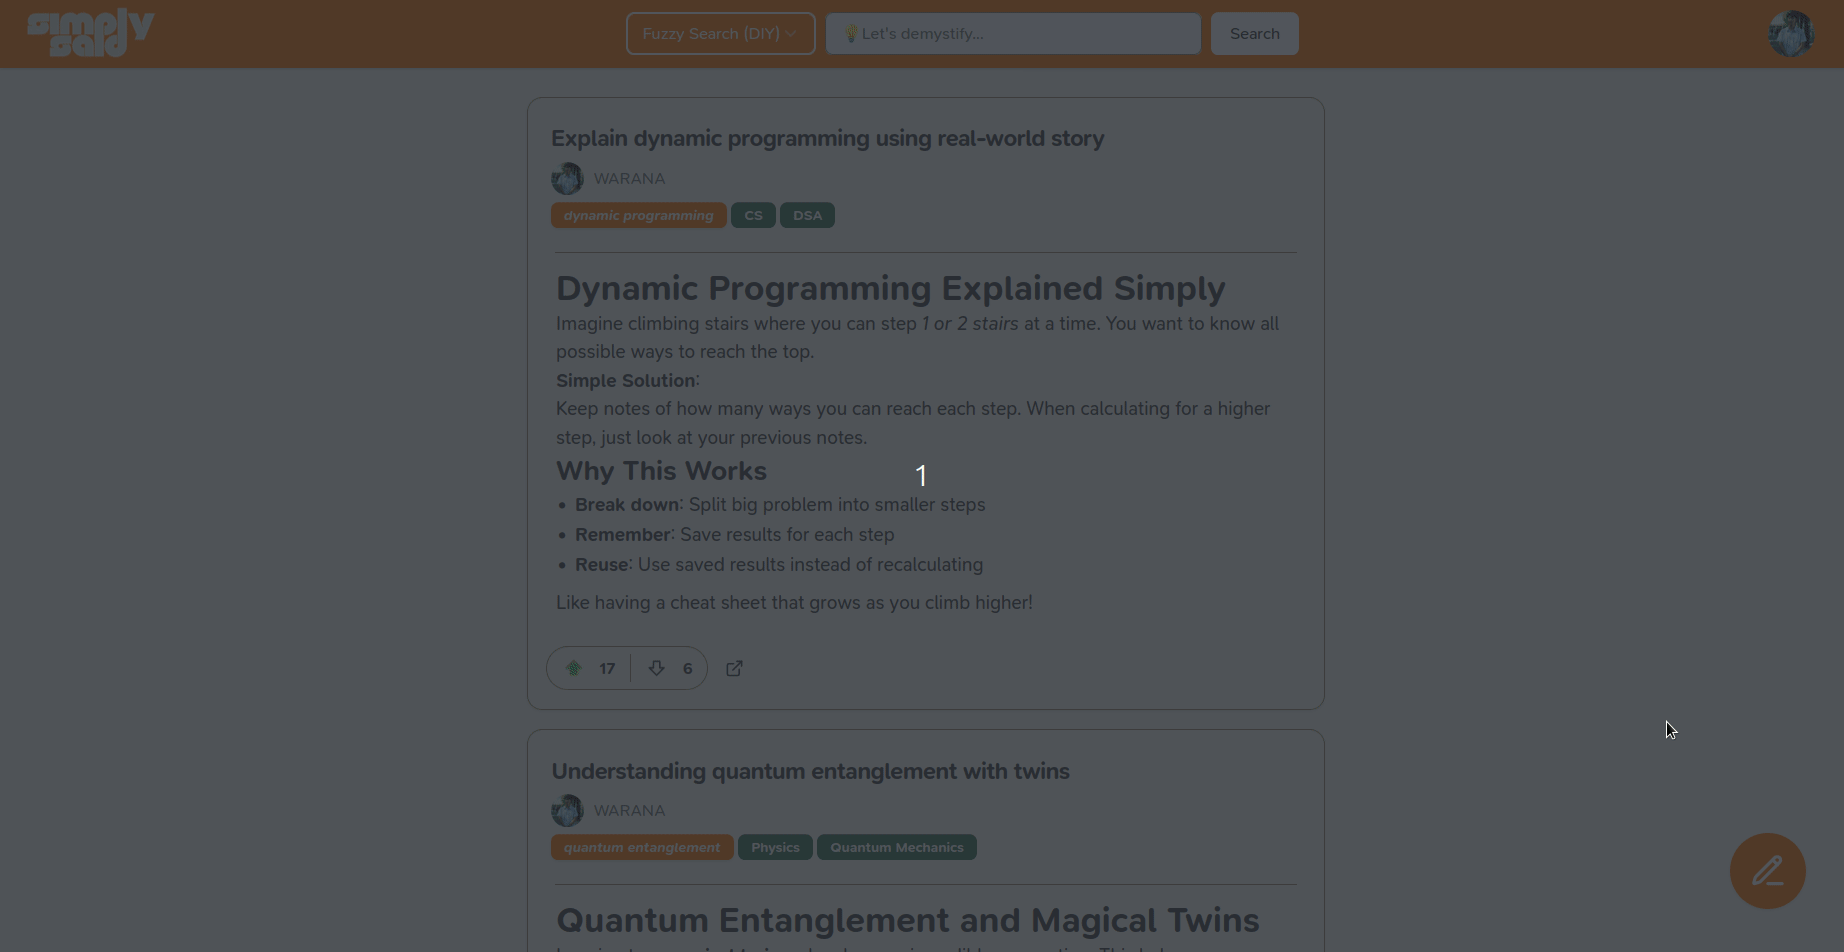 simply
said
Fuzzy Search (DIY)
💡Let's demystify...
Search
Explain dynamic programming using real-world story
WARANA
dynamic programming CS DSA
Dynamic Programming Explained Simply
Imagine climbing stairs where you can step 1 or 2 stairs at a time. You want to know all
possible ways to reach the top.
Simple Solution:
Keep notes of how many ways you can reach each step. When calculating for a higher
step, just look at your previous notes.
Why This Works
1
• Break down: Split big problem into smaller steps
• Remember: Save results for each step
• Reuse: Use saved results instead of recalculating
Like having a cheat sheet that grows as you climb higher!
17 6
Understanding quantum entanglement with twins
WARANA
quantum entanglement Physics Quantum Mechanics
Quantum Entanglement and Magical Twins